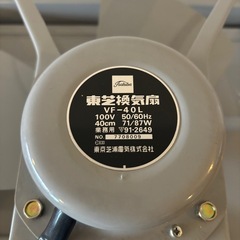 Toshiba
東芝換気扇
VF-40L
100V 50/60Hz
40cm 71/87W
業務用 〒91-2649
NO. 7708009
東京芝浦電気株式会社